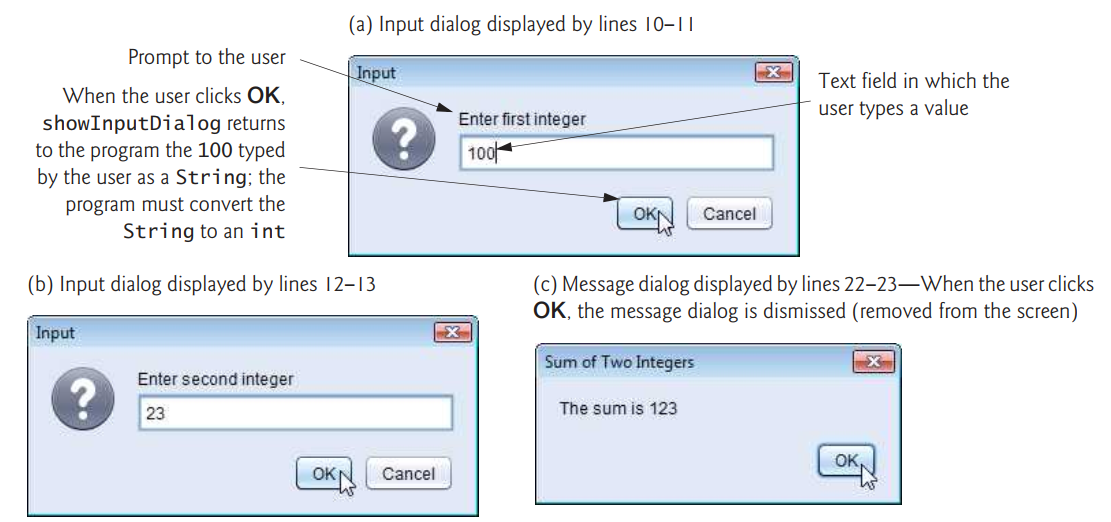 (a) Input dialog displayed by lines 10–11
Prompt to the user
When the user clicks OK,
showInputDialog returns
to the program the 100 typed
by the user as a String; the
program must convert the
String to an int
Input
Enter first integer
100
OK
Cancel
Text field in which the
user types a value
(b) Input dialog displayed by lines 12–13
Input
Enter second integer
23
OK
Cancel
(c) Message dialog displayed by lines 22–23—When the user clicks
OK, the message dialog is dismissed (removed from the screen)
Sum of Two Integers
The sum is 123
OK